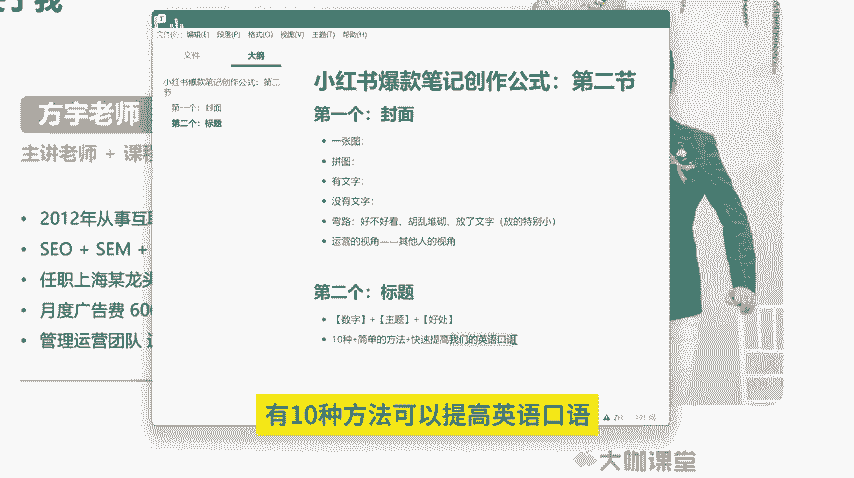 方宇老师
主讲老师 + 课程
2012年从事互联
SEO + SEM +
任职上海某龙头
月度广告费 600
管理运营团队
编辑(E) 段落(P) 格式(O) 视图(V) 主题(T) 帮助(H)
文件 大纲
小红书爆款笔记创作公式：第二
节
第一个：封面
第二个：标题
小红书爆款笔记创作公式：第二节
第一个：封面
一张图：
拼图：
有文字：
没有文字：
弯路：好不好看、胡乱堆砌、放了文字（放的特别小）
运营的视角——其他人的视角
第二个：标题
【数字】+【主题】+【好处】
10种+简单的方法+快速提高我们的英语口语
有10种方法可以提高英语口语
大咖课堂